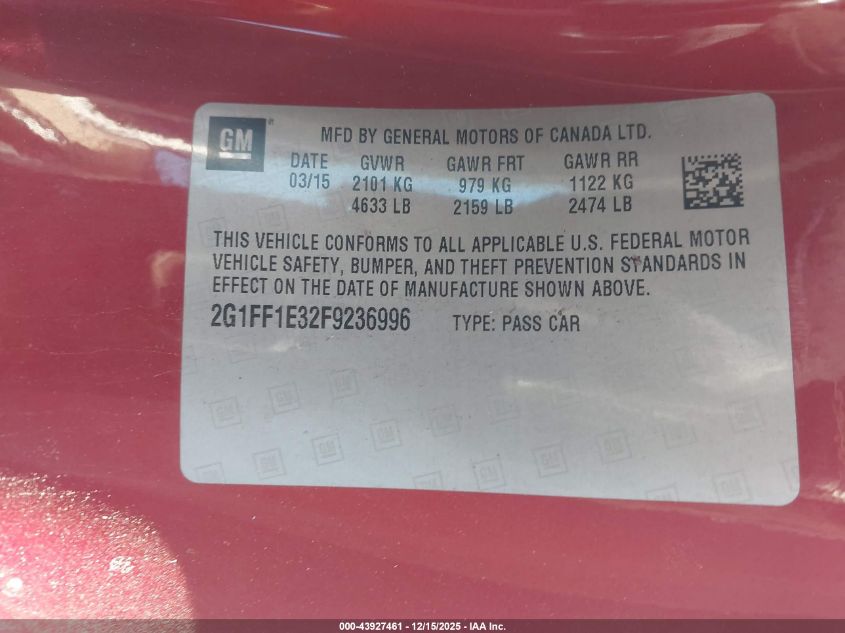 GM
MFD BY GENERAL MOTORS OF CANADA LTD.
DATE GVWR GAWR FRT GAWR RR
03/15 2101 KG 979 KG 1122 KG
4633 LB 2159 LB 2474 LB
THIS VEHICLE CONFORMS TO ALL APPLICABLE U.S. FEDERAL MOTOR
VEHICLE SAFETY, BUMPER, AND THEFT PREVENTION STANDARDS IN
EFFECT ON THE DATE OF MANUFACTURE SHOWN ABOVE.
2G1FF1E32F9236996 TYPE: PASS CAR
000-43927461 - 12/15/2025 - IAA Inc.